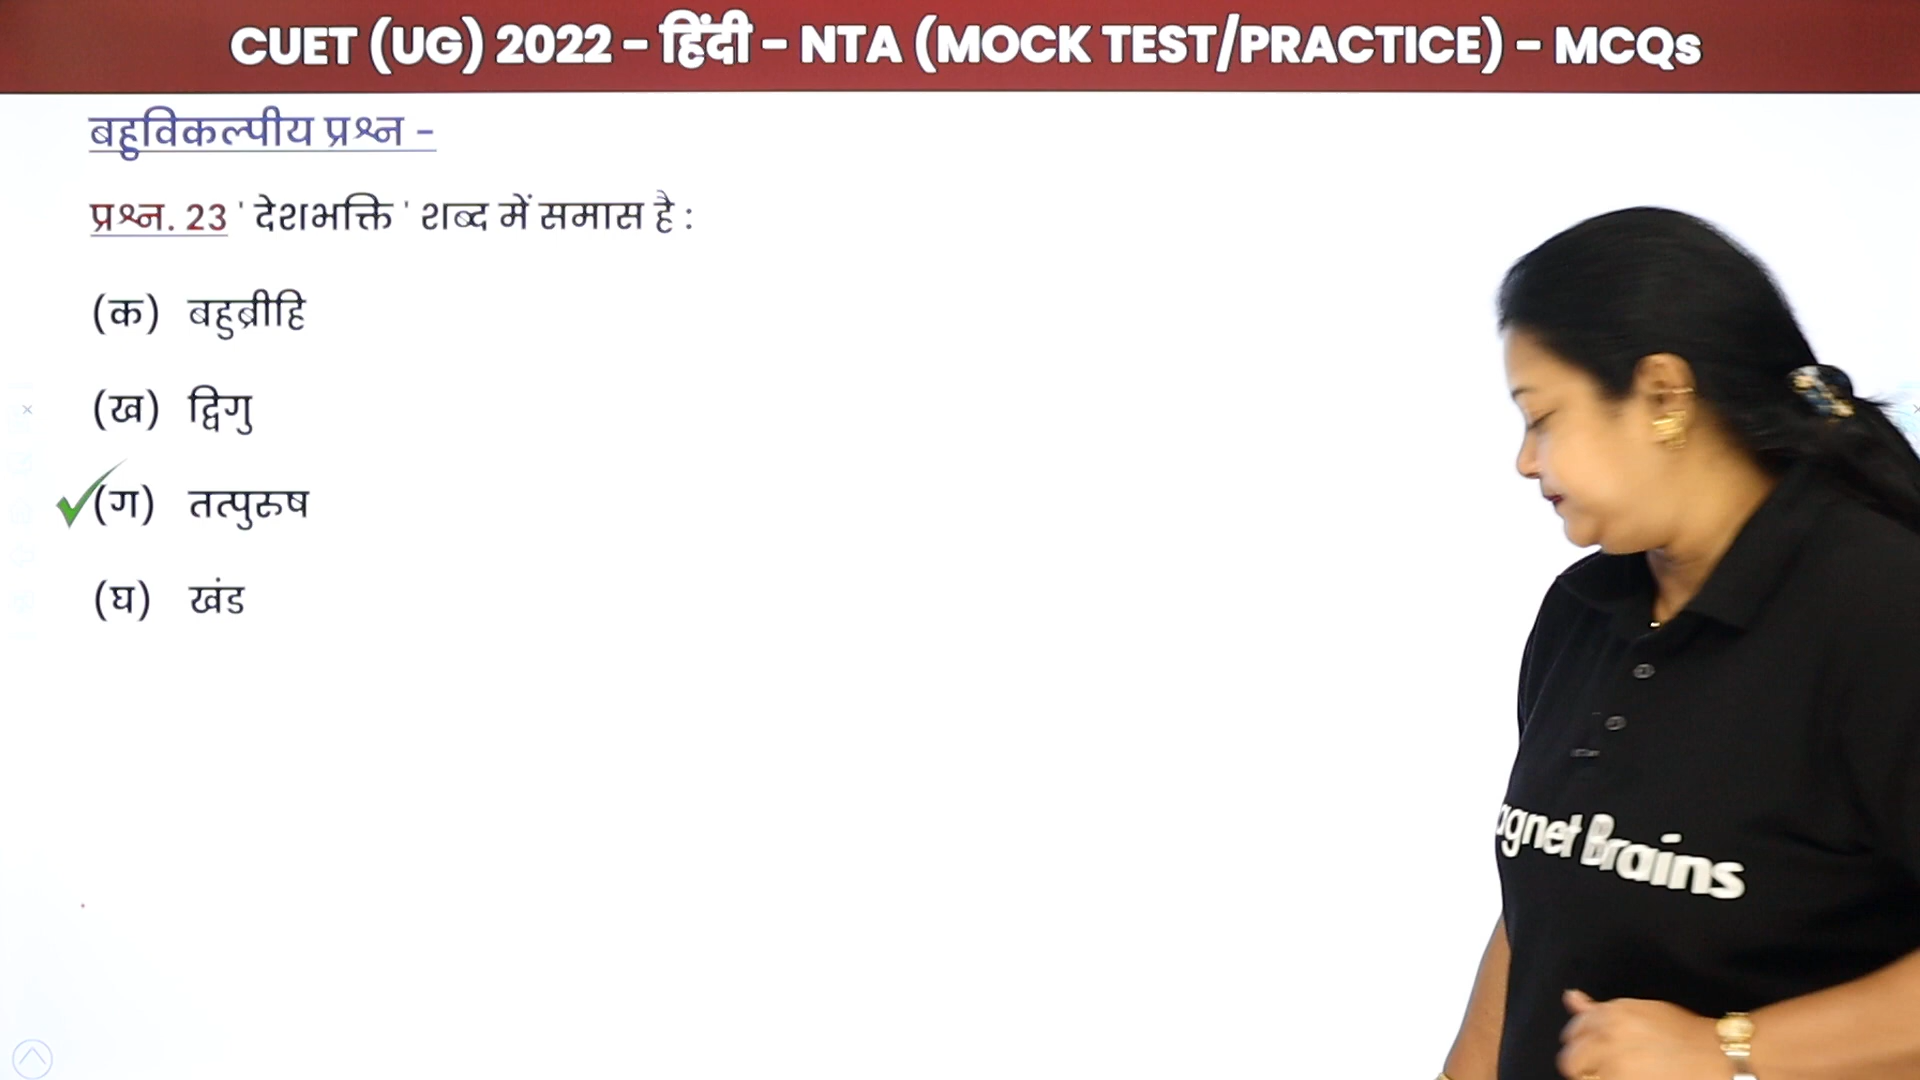 CUET (UG) 2022 – हिंदी – NTA (MOCK TEST/PRACTICE) – MCQs
बहुविकल्पीय प्रश्न –
प्रश्न. 23 ' देशभक्ति ' शब्द में समास है :
(क) बहुब्रीहि
(ख) द्विगु
(ग) तत्पुरुष
(घ) खंड
agnet Brains